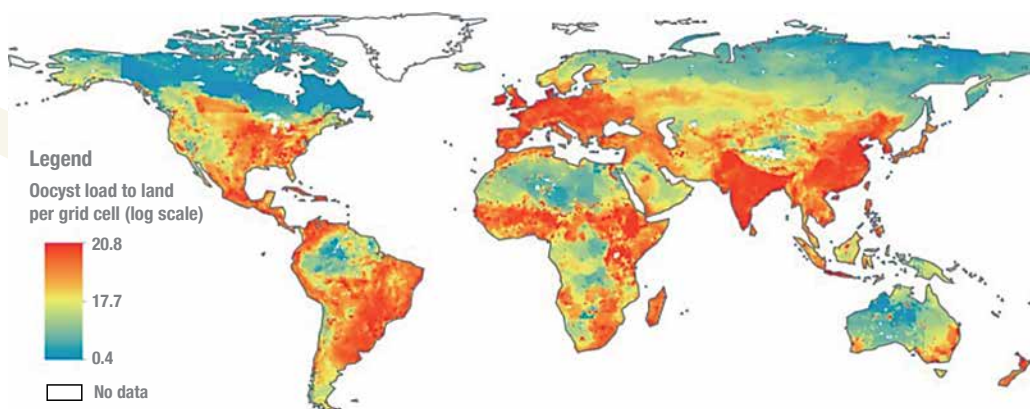 Legend
Oocyst load to land
per grid cell (log scale)
20.8
17.7
0.4
No data